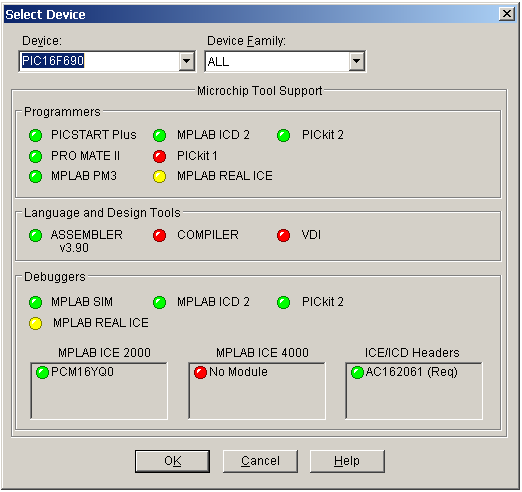 Select Device
Device: Device Family:
PIC16F690 ALL
Microchip Tool Support
Programmers
PICSTART Plus MPLAB ICD 2 PICkit 2
PRO MATE II PICkit 1
MPLAB PM3 MPLAB REAL ICE
Language and Design Tools
ASSEMBLER COMPILER VDI
v3.90
Debuggers
MPLAB SIM MPLAB ICD 2 PICkit 2
MPLAB REAL ICE
MPLAB ICE 2000 MPLAB ICE 4000 ICE/ICD Headers
PCM16YQ0 No Module AC162061 (Req)
OK Cancel Help